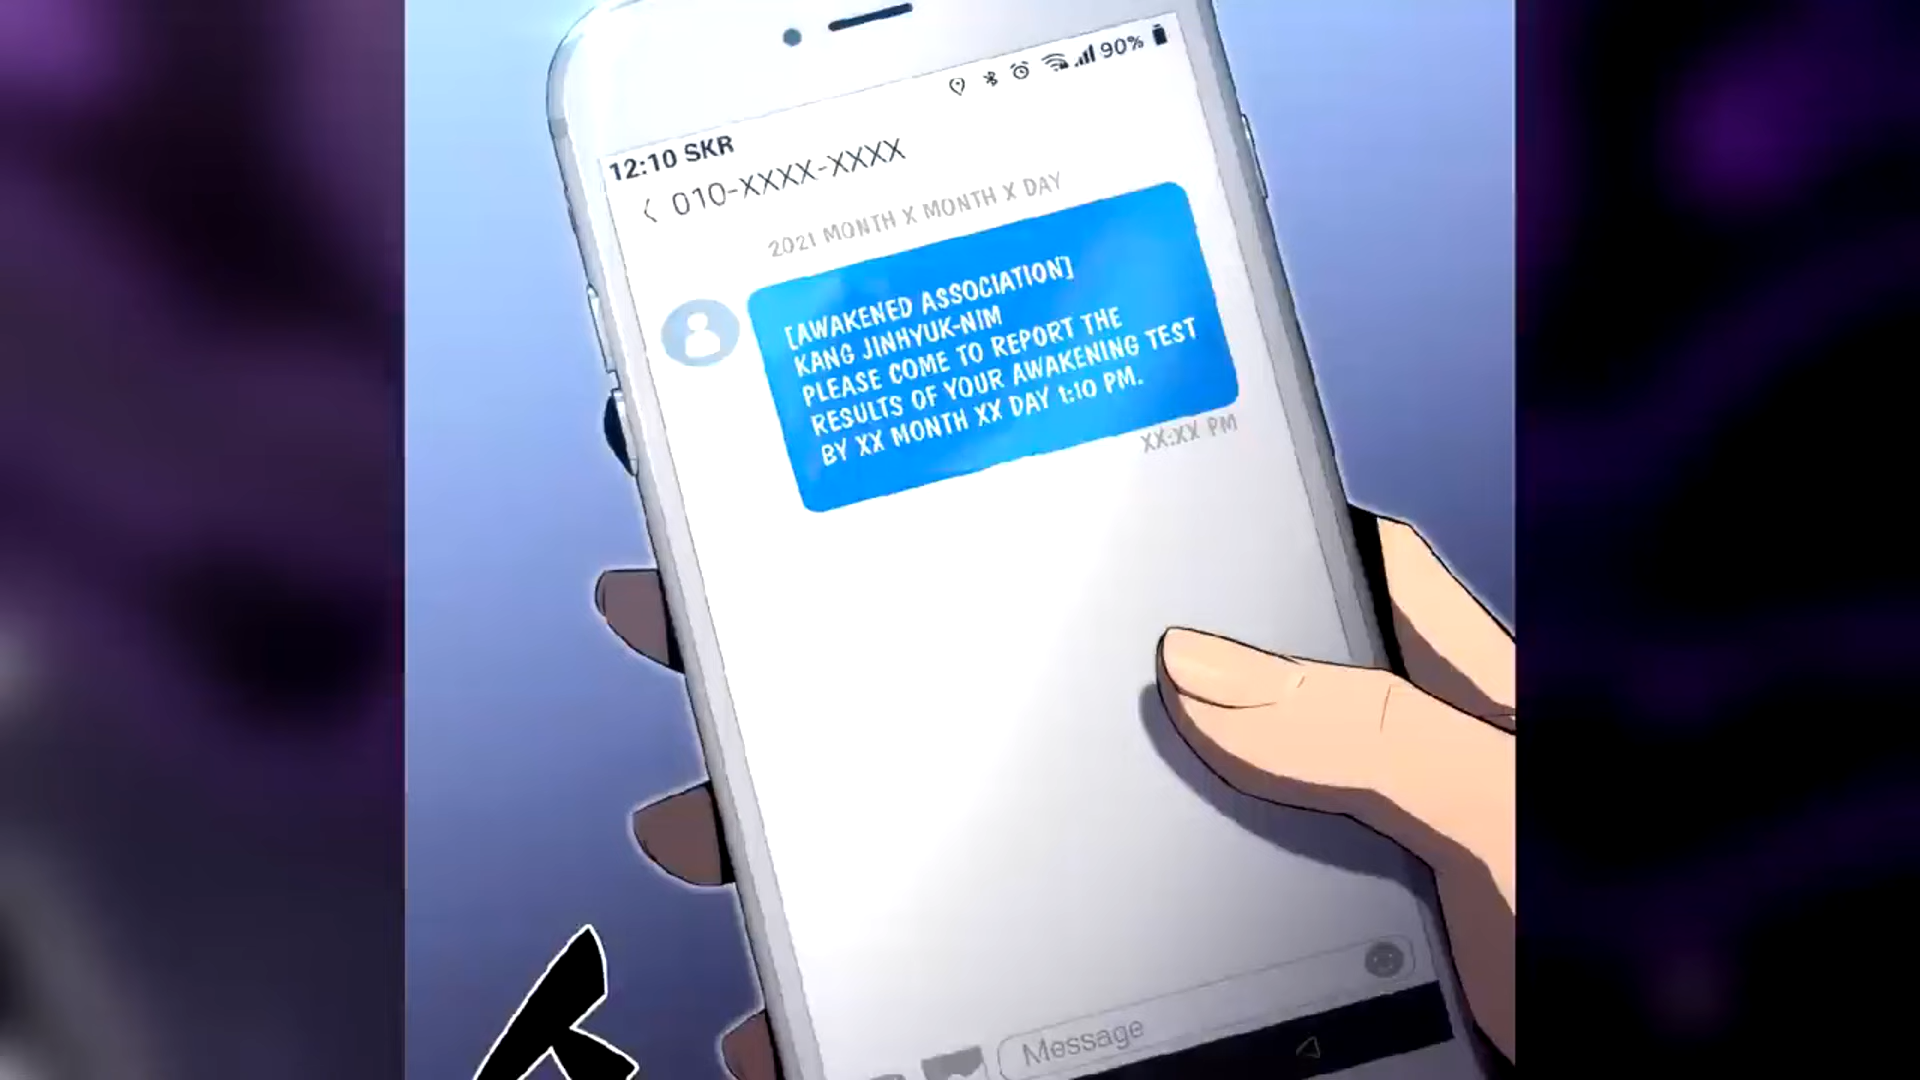 90%
12:10 SKR
010-XXXX-XXXX
2021 MONTH X MONTH X DAY
[AWAKENED ASSOCIATION]
KANG JINHYUK-NIM
PLEASE COME TO REPORT THE
RESULTS OF YOUR AWAKENING TEST
BY XX MONTH XX DAY 1:10 PM.
XX:XX PM
Message